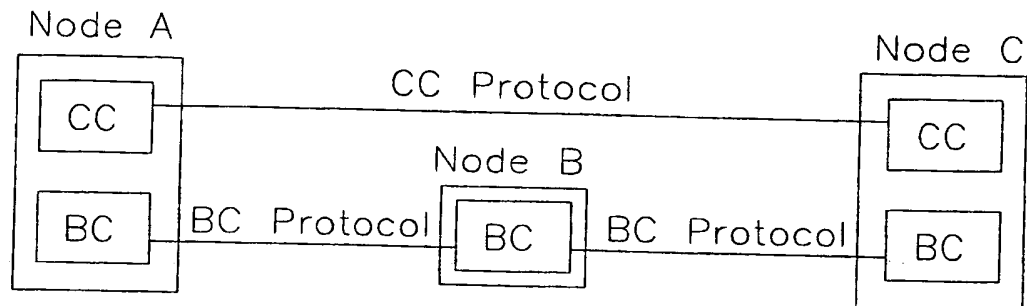 Node A
Node C
CC Protocol
CC
CC
Node B
BC
BC Protocol
BC
BC Protocol
BC